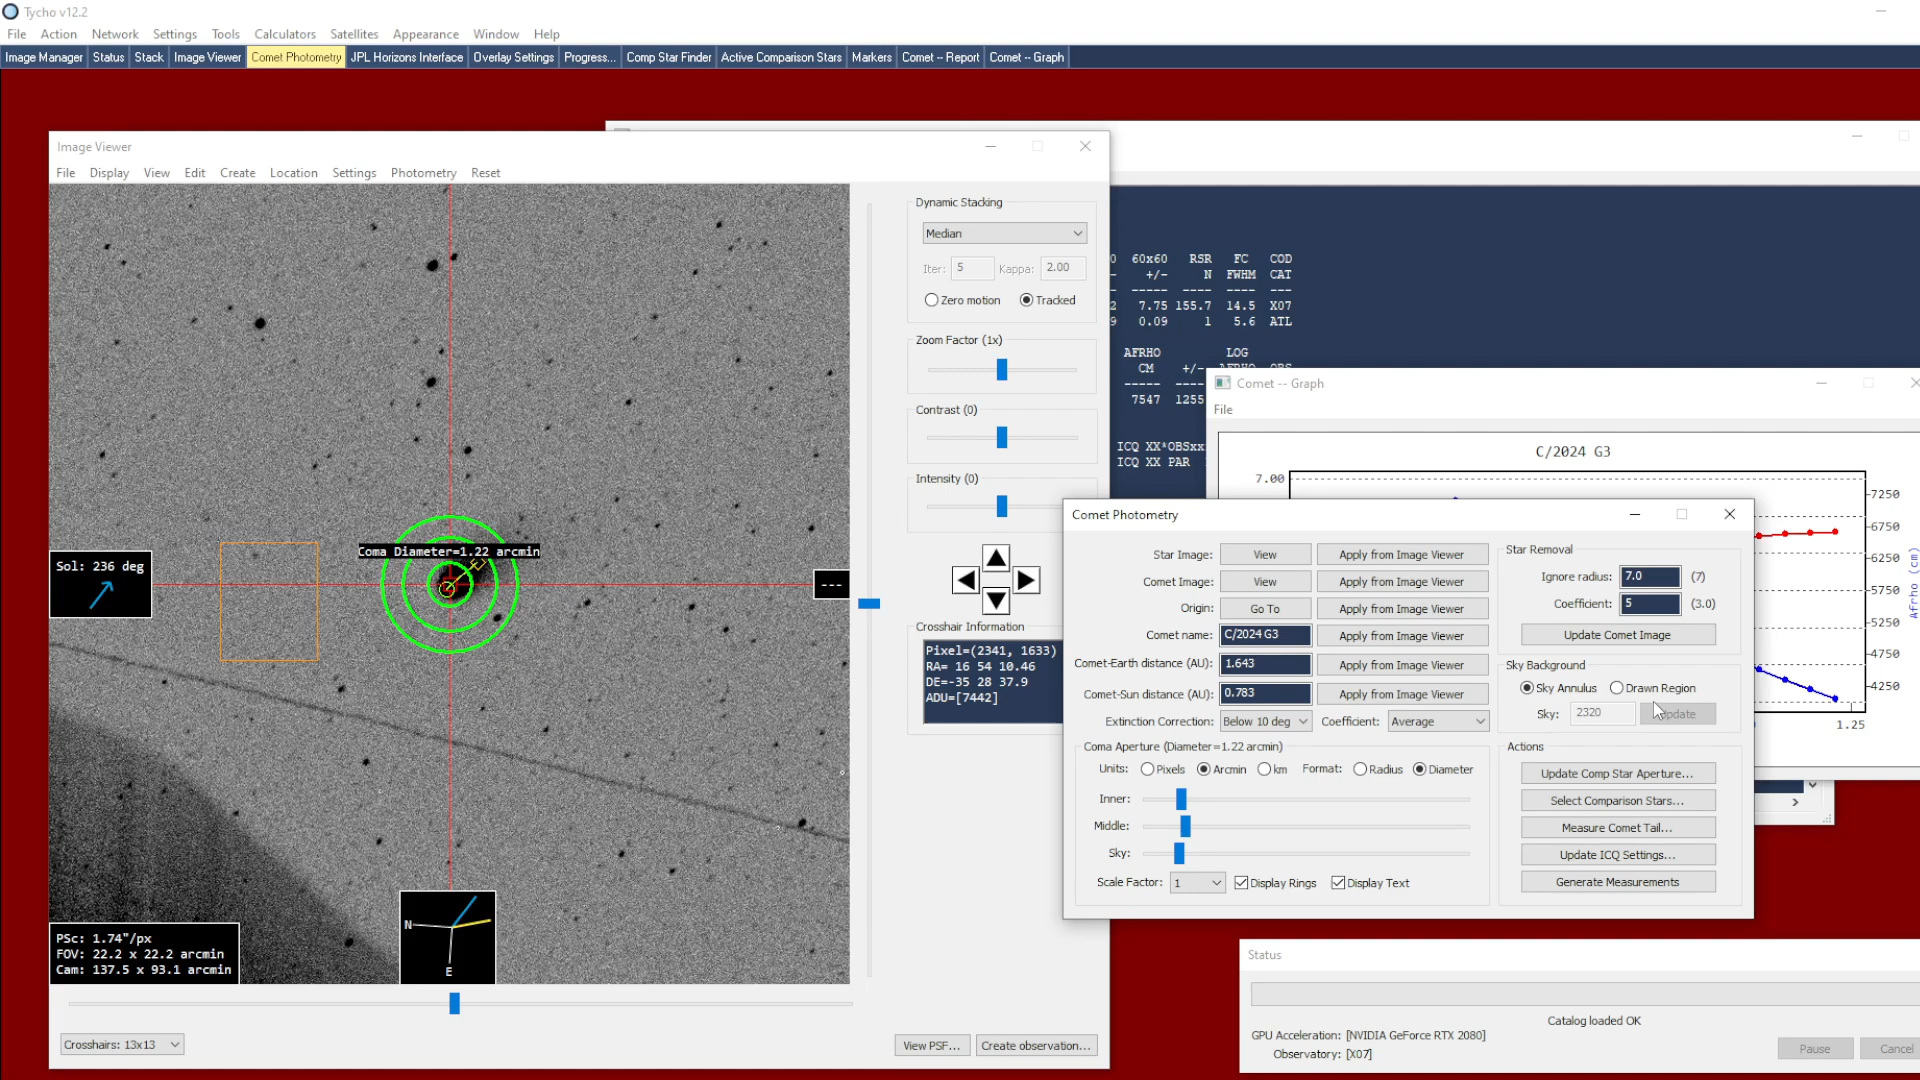 Tycho v12.2
File Action Network Settings Tools Calculators Satellites Appearance Window Help
Image Manager Status Stack Image Viewer Comet Photometry JPL Horizons Interface Overlay Settings Progress... Comp Star Finder Active Comparison Stars Markers Comet -- Report Comet -- Graph
Image Viewer
File Display View Edit Create Location Settings Photometry Reset
Coma Diameter=1.22 arcmin
Sol: 236 deg
---
N
E
PSc: 1.74"/px
FOV: 22.2 x 22.2 arcmin
Cam: 137.5 x 93.1 arcmin
Crosshairs: 13x13
Dynamic Stacking
Median
Iter: 5 Kappa: 2.00
Zero motion Tracked
Zoom Factor (1x)
Contrast (0)
Intensity (0)
Crosshair Information
Pixel=(2341, 1633)
RA= 16 54 10.46
DE=-35 28 37.9
ADU=[7442]
View PSF... Create observation...
0 60x60 RSR FC COD
- +/- N FWHM CAT
- ----- ---- ---- ---
2 7.75 155.7 14.5 X07
9 0.09 1 5.6 ATL
AFRHO LOG
CM +/-
----- ----
7547 1255
ICQ XX*OBSxx
ICQ XX PAR
Comet -- Graph
File
C/2024 G3
7.00
7250
6750
6250
5750
5250
4750
4250
Afrho (cm)
1.25
Comet Photometry
Star Image: View Apply from Image Viewer
Comet Image: View Apply from Image Viewer
Origin: Go To Apply from Image Viewer
Comet name: C/2024 G3 Apply from Image Viewer
Comet-Earth distance (AU): 1.643 Apply from Image Viewer
Comet-Sun distance (AU): 0.783 Apply from Image Viewer
Extinction Correction: Below 10 deg Coefficient: Average
Coma Aperture (Diameter=1.22 arcmin)
Units: Pixels Arcmin km Format: Radius Diameter
Inner:
Middle:
Sky:
Scale Factor: 1 Display Rings Display Text
Star Removal
Ignore radius: 7.0 (7)
Coefficient: 5 (3.0)
Update Comet Image
Sky Background
Sky Annulus Drawn Region
Sky: 2320 Update
Actions
Update Comp Star Aperture...
Select Comparison Stars...
Measure Comet Tail...
Update ICQ Settings...
Generate Measurements
Status
Catalog loaded OK
GPU Acceleration: [NVIDIA GeForce RTX 2080]
Observatory: [X07]
Pause Cancel